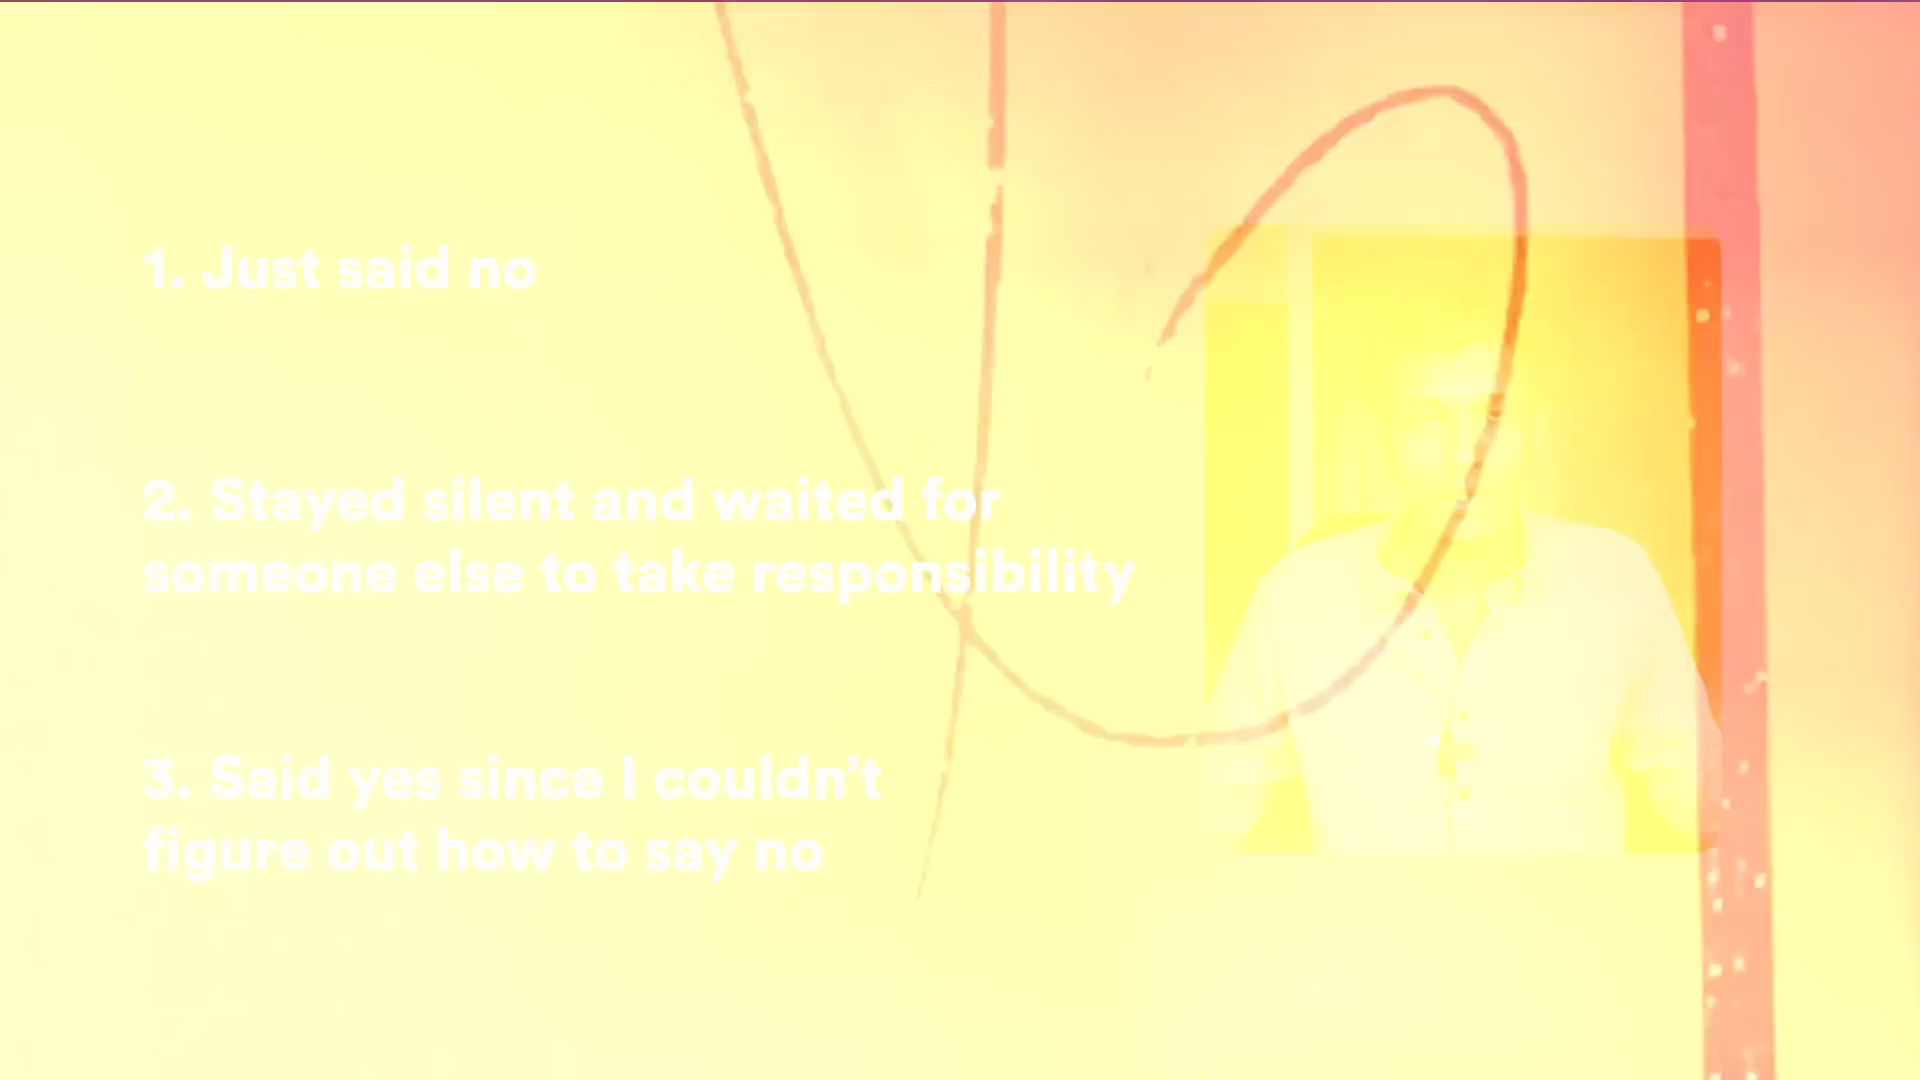 1. Just said no
2. Stayed silent and waited for
someone else to take responsibility
3. Said yes since I couldn't
figure out how to say no